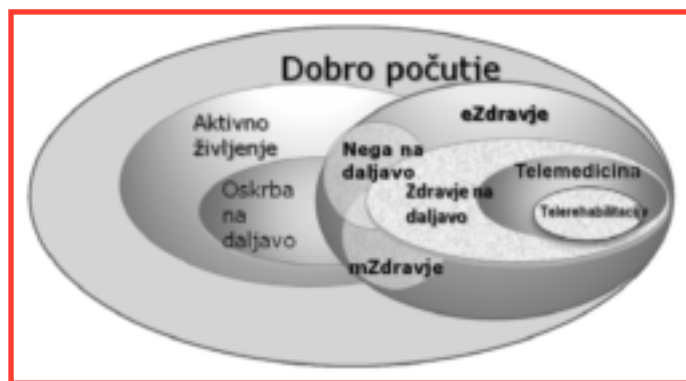 Dobro počutje
Aktivno
življenje
eZdravje
Nega na
daljavo
Oskrba
na
daljavo
Zdravje na
daljavo
Telemedicina
mZdravje